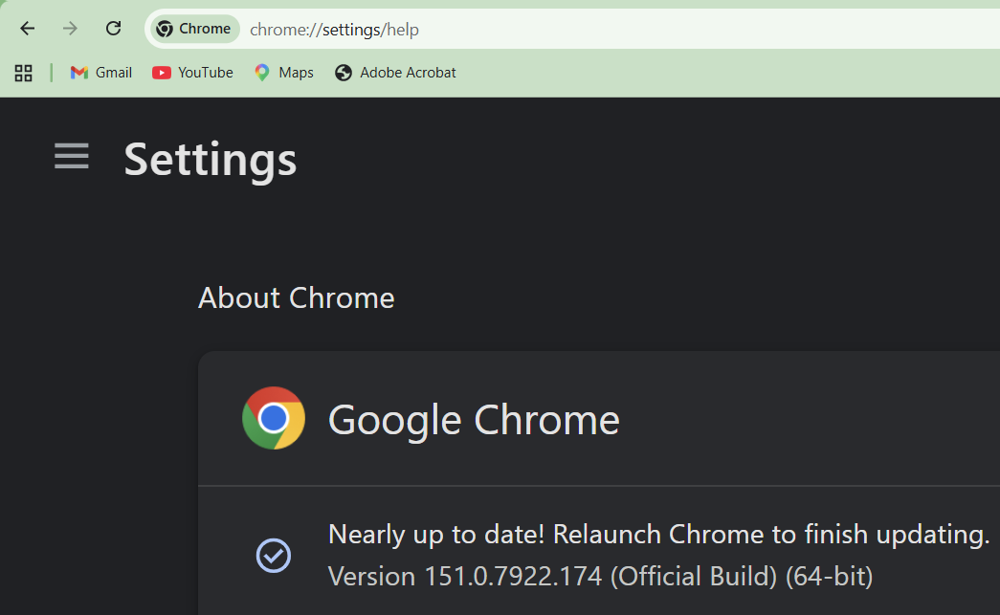 Chrome chrome://settings/help
Gmail YouTube Maps Adobe Acrobat
Settings
About Chrome
Google Chrome
Nearly up to date! Relaunch Chrome to finish updating.
Version 151.0.7922.174 (Official Build) (64-bit)